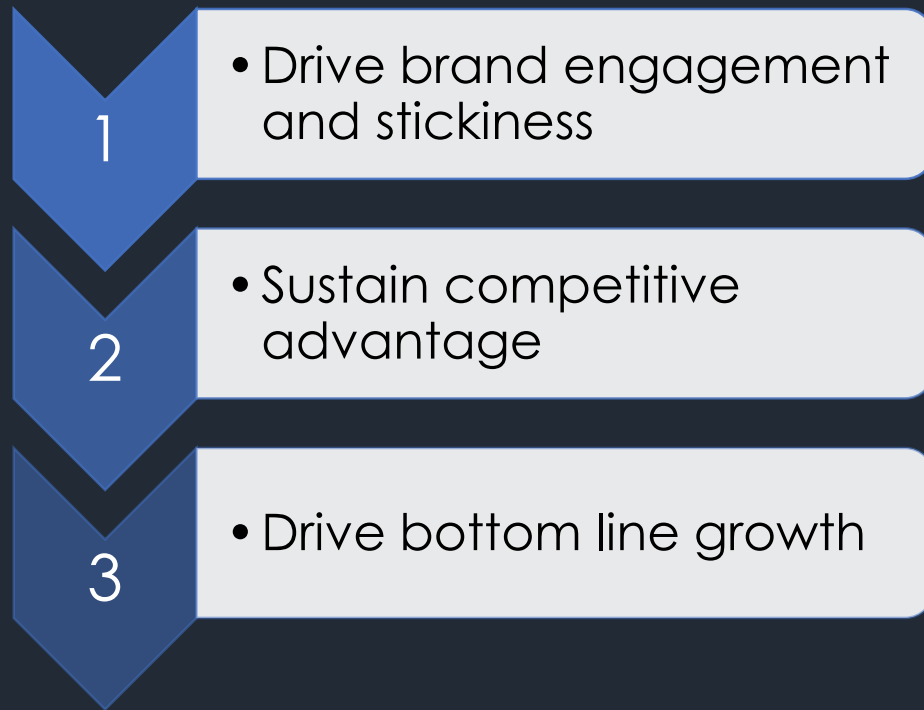 1
• Drive brand engagement
and stickiness
2
• Sustain competitive
advantage
3
• Drive bottom line growth